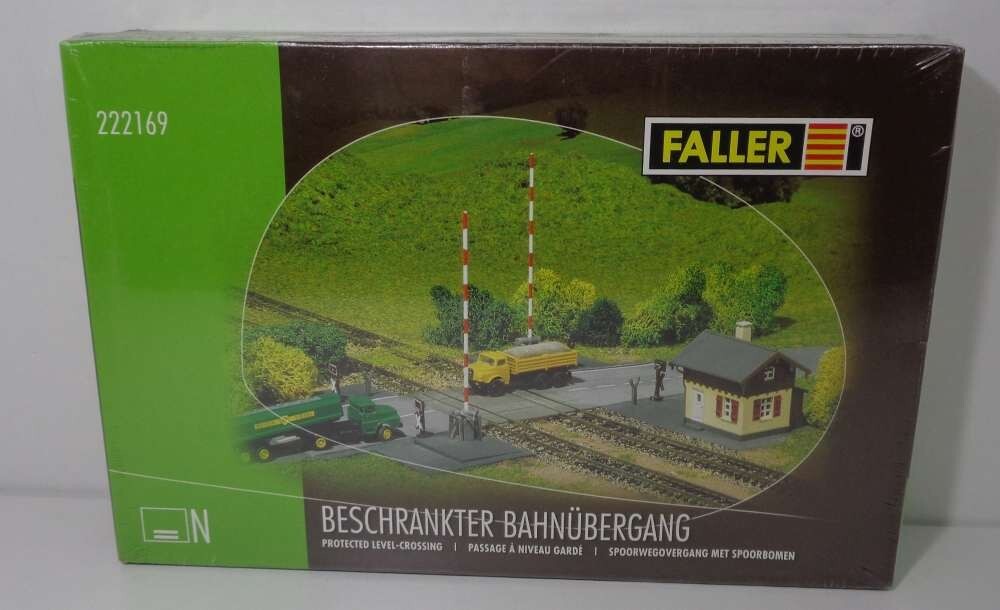 222169
FALLER®
N
BESCHRANKTER BAHNÜBERGANG
PROTECTED LEVEL-CROSSING | PASSAGE À NIVEAU GARDÉ | SPOORWEGOVERGANG MET SPOORBOMEN